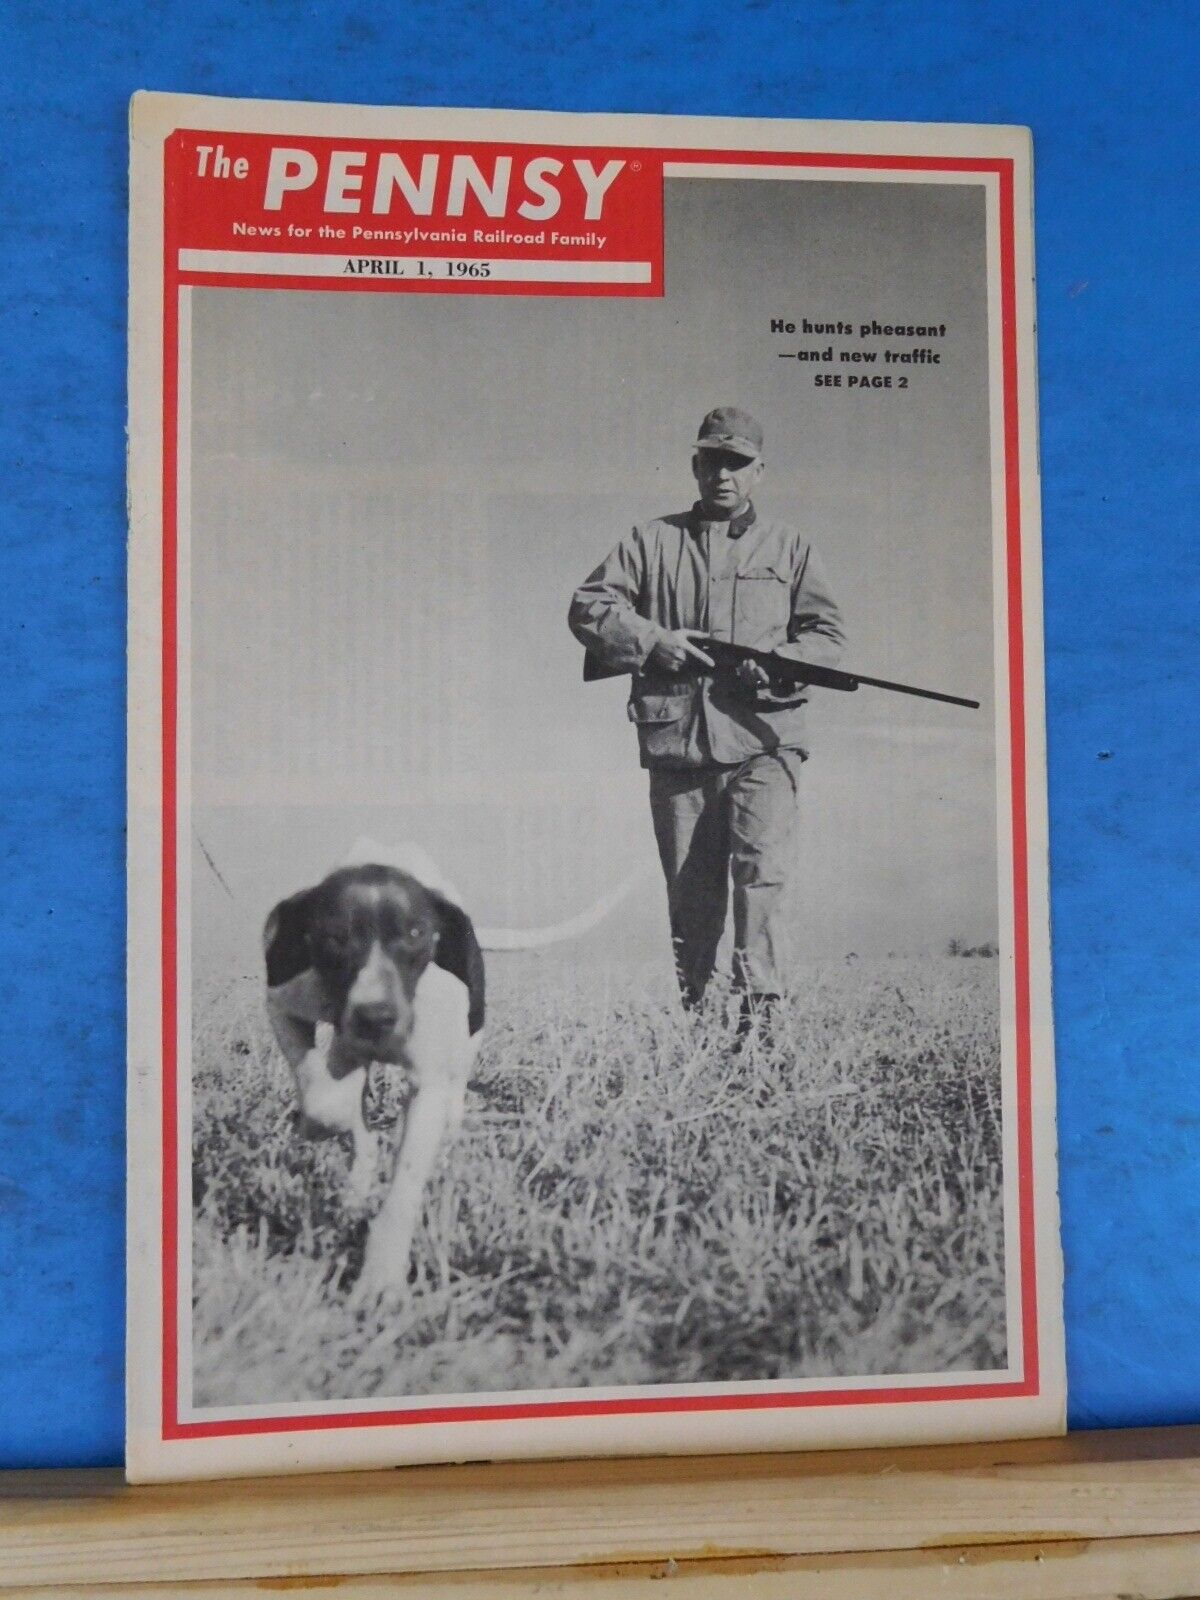 The PENNSY®
News for the Pennsylvania Railroad Family
APRIL 1, 1965
He hunts pheasant
—and new traffic
SEE PAGE 2